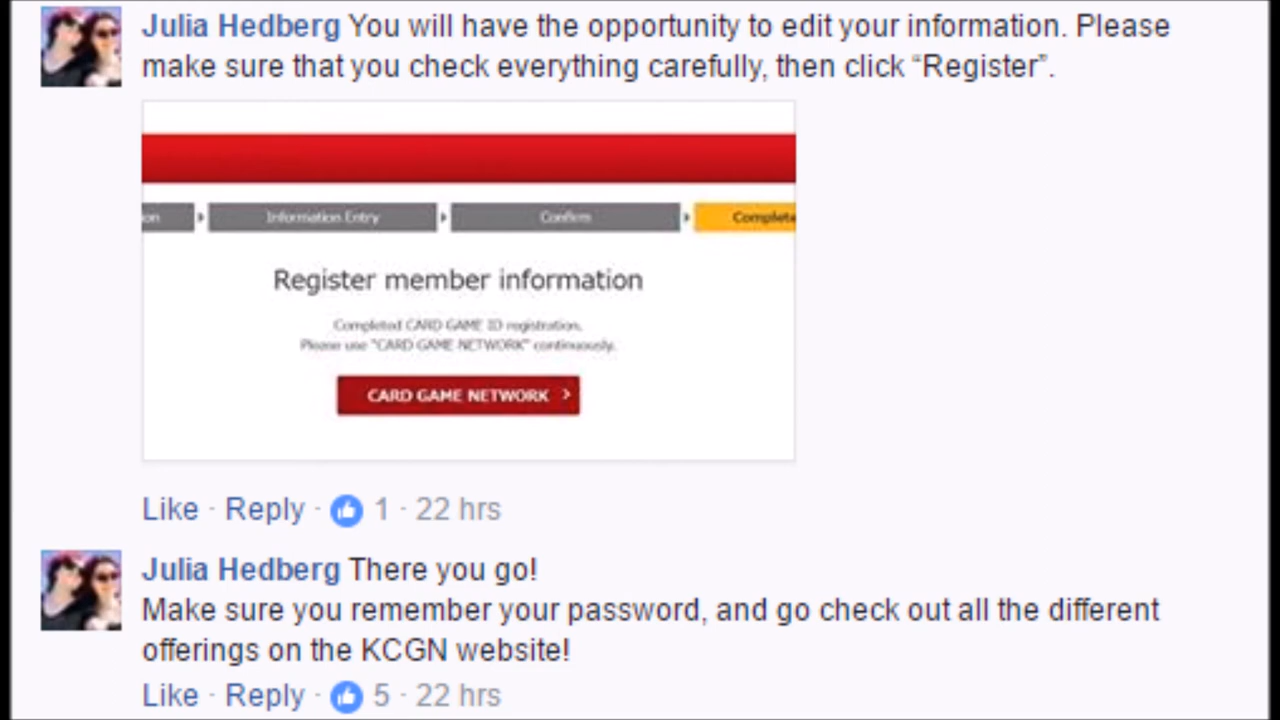 Julia Hedberg You will have the opportunity to edit your information. Please
make sure that you check everything carefully, then click “Register”.
on Information Entry Confirm Complete
Register member information
Completed CARD GAME ID registration.
Please use "CARD GAME NETWORK" continuously.
CARD GAME NETWORK
Like · Reply · 1 · 22 hrs
Julia Hedberg There you go!
Make sure you remember your password, and go check out all the different
offerings on the KCGN website!
Like · Reply · 5 · 22 hrs